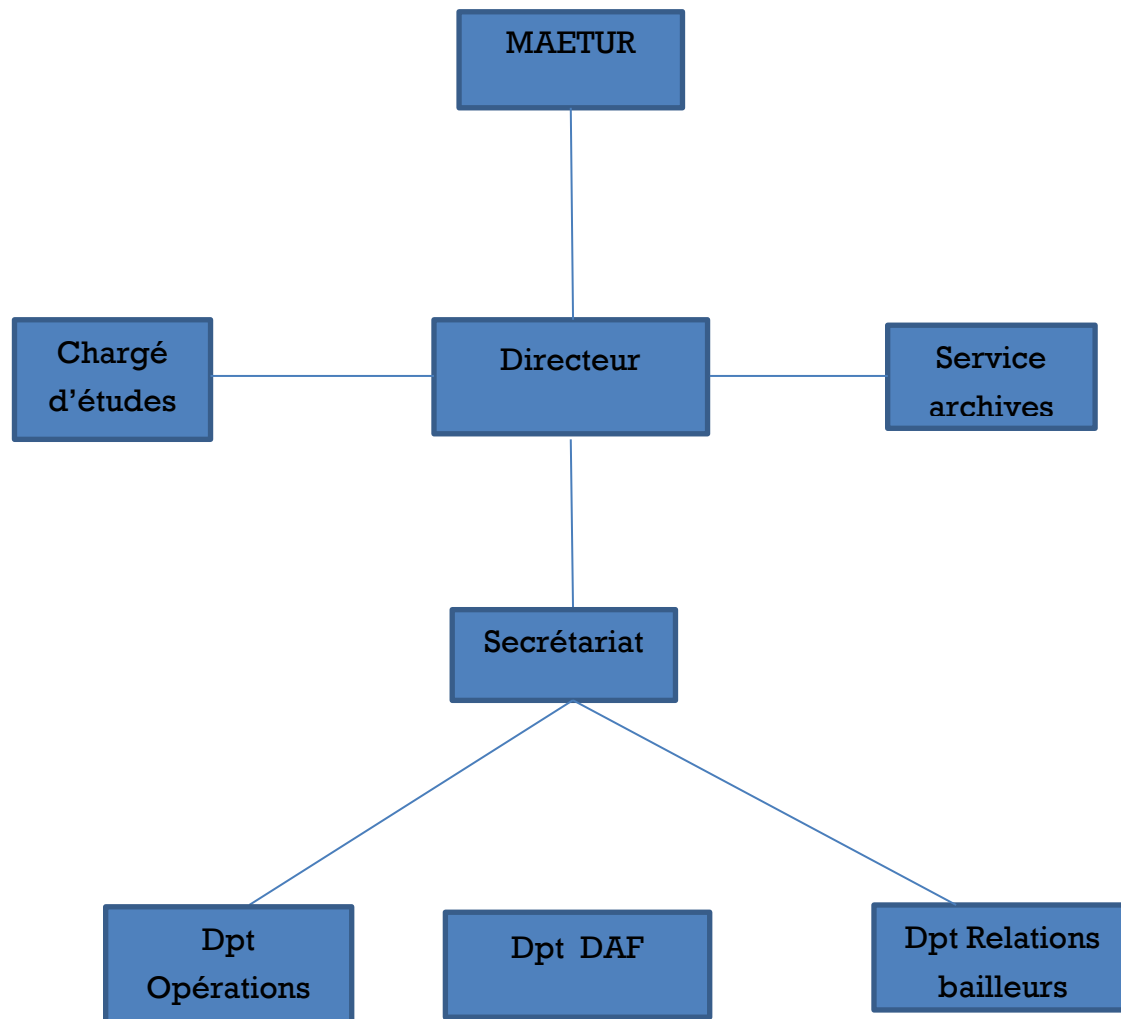 MAETUR
Chargé
d’études
Directeur
Service
archives
Secrétariat
Dpt
Opérations
Dpt  DAF
Dpt Relations
bailleurs